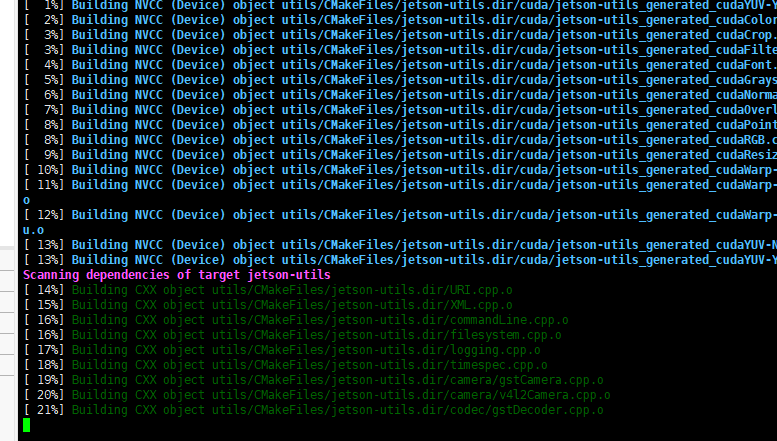 [  1%] Building NVCC (Device) object utils/CMakeFiles/jetson-utils.dir/cuda/jetson-utils_generated_cudaYUV-Y
[  2%] Building NVCC (Device) object utils/CMakeFiles/jetson-utils.dir/cuda/jetson-utils_generated_cudaColor
[  3%] Building NVCC (Device) object utils/CMakeFiles/jetson-utils.dir/cuda/jetson-utils_generated_cudaCrop.
[  3%] Building NVCC (Device) object utils/CMakeFiles/jetson-utils.dir/cuda/jetson-utils_generated_cudaFilte
[  4%] Building NVCC (Device) object utils/CMakeFiles/jetson-utils.dir/cuda/jetson-utils_generated_cudaFont.
[  5%] Building NVCC (Device) object utils/CMakeFiles/jetson-utils.dir/cuda/jetson-utils_generated_cudaGrays
[  6%] Building NVCC (Device) object utils/CMakeFiles/jetson-utils.dir/cuda/jetson-utils_generated_cudaNorma
[  7%] Building NVCC (Device) object utils/CMakeFiles/jetson-utils.dir/cuda/jetson-utils_generated_cudaOverl
[  8%] Building NVCC (Device) object utils/CMakeFiles/jetson-utils.dir/cuda/jetson-utils_generated_cudaPoint
[  8%] Building NVCC (Device) object utils/CMakeFiles/jetson-utils.dir/cuda/jetson-utils_generated_cudaRGB.c
[  9%] Building NVCC (Device) object utils/CMakeFiles/jetson-utils.dir/cuda/jetson-utils_generated_cudaResiz
[ 10%] Building NVCC (Device) object utils/CMakeFiles/jetson-utils.dir/cuda/jetson-utils_generated_cudaWarp-
[ 11%] Building NVCC (Device) object utils/CMakeFiles/jetson-utils.dir/cuda/jetson-utils_generated_cudaWarp-
o
[ 12%] Building NVCC (Device) object utils/CMakeFiles/jetson-utils.dir/cuda/jetson-utils_generated_cudaWarp-
u.o
[ 13%] Building NVCC (Device) object utils/CMakeFiles/jetson-utils.dir/cuda/jetson-utils_generated_cudaYUV-N
[ 13%] Building NVCC (Device) object utils/CMakeFiles/jetson-utils.dir/cuda/jetson-utils_generated_cudaYUV-Y
Scanning dependencies of target jetson-utils
[ 14%] Building CXX object utils/CMakeFiles/jetson-utils.dir/URI.cpp.o
[ 15%] Building CXX object utils/CMakeFiles/jetson-utils.dir/XML.cpp.o
[ 16%] Building CXX object utils/CMakeFiles/jetson-utils.dir/commandLine.cpp.o
[ 16%] Building CXX object utils/CMakeFiles/jetson-utils.dir/filesystem.cpp.o
[ 17%] Building CXX object utils/CMakeFiles/jetson-utils.dir/logging.cpp.o
[ 18%] Building CXX object utils/CMakeFiles/jetson-utils.dir/timespec.cpp.o
[ 19%] Building CXX object utils/CMakeFiles/jetson-utils.dir/camera/gstCamera.cpp.o
[ 20%] Building CXX object utils/CMakeFiles/jetson-utils.dir/camera/v4l2Camera.cpp.o
[ 21%] Building CXX object utils/CMakeFiles/jetson-utils.dir/codec/gstDecoder.cpp.o